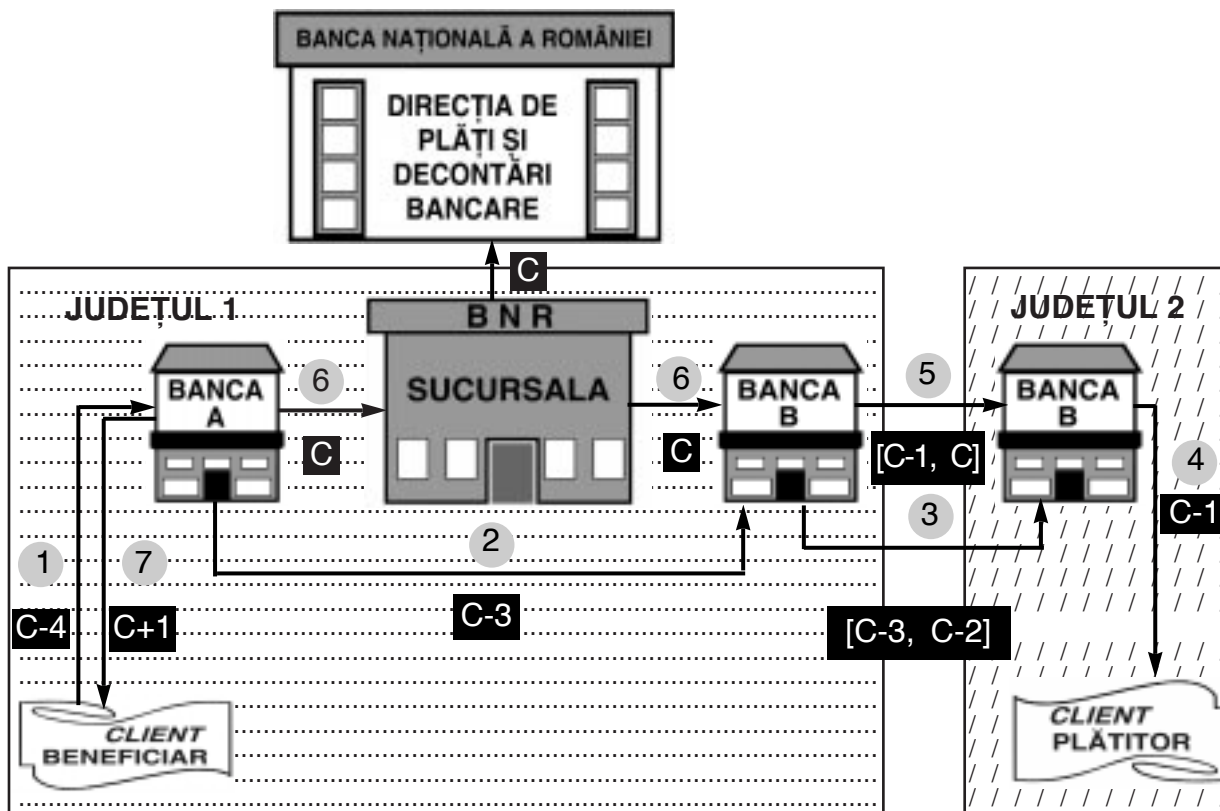 BANCA NAȚIONALĂ A ROMÂNIEI
DIRECȚIA DE
PLĂȚI ȘI
DECONTĂRI
BANCARE
C
JUDEȚUL 1
JUDEȚUL 2
B N R
SUCURSALA
BANCA
A
6
C
6
C
BANCA
B
5
[C-1, C]
BANCA
B
4
C-1
3
[C-3, C-2]
2
C-3
1
C-4
7
C+1
CLIENT
BENEFICIAR
CLIENT
PLĂTITOR